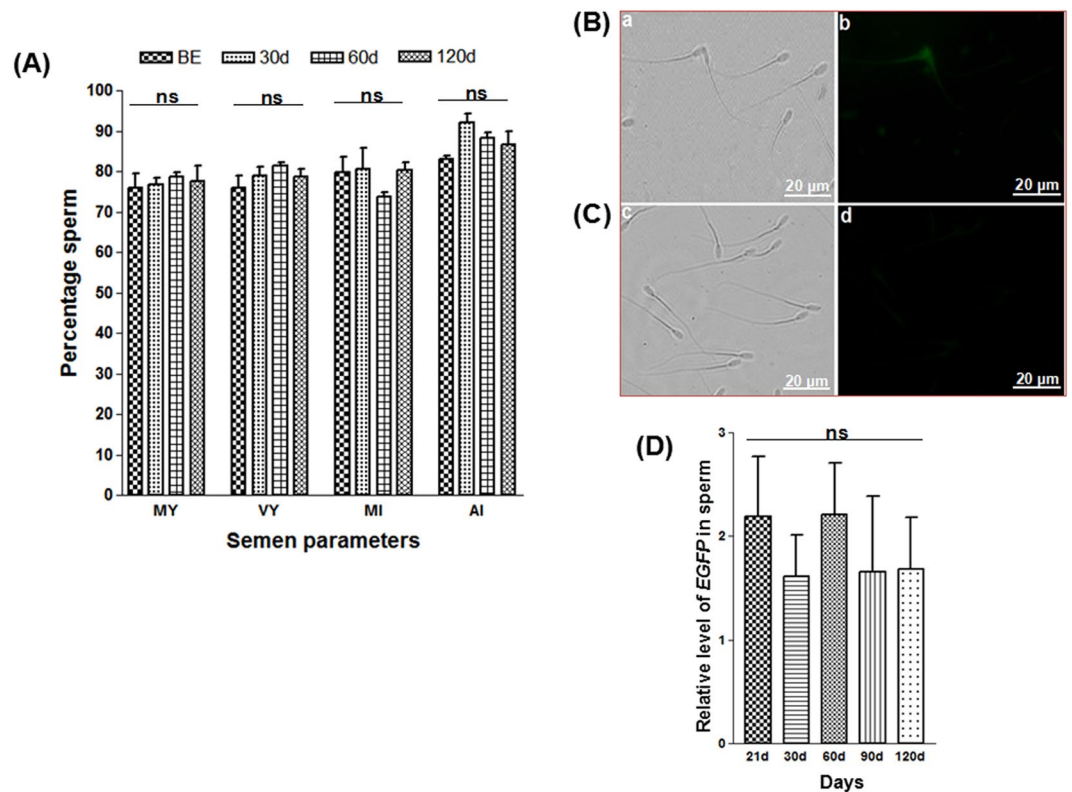 (A)
BE 30d 60d 120d
ns ns ns ns
100
90
80
70
60
50
40
30
20
10
0
Percentage sperm
MY VY MI AI
Semen parameters
(B)
a b
20 µm 20 µm
(C)
c d
20 µm 20 µm
(D)
ns
3
2
1
0
Relative level of EGFP in sperm
21d 30d 60d 90d 120d
Days